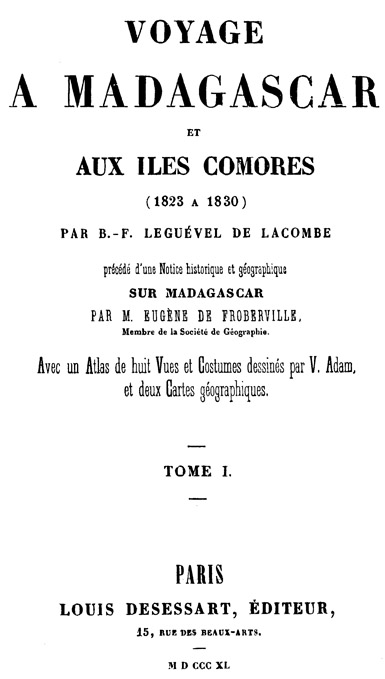 VOYAGE
A MADAGASCAR
ET
AUX ILES COMORES
(1823 A 1830)
PAR B.-F. LEGUÉVEL DE LACOMBE
précédé d'une Notice historique et géographique
SUR MADAGASCAR
PAR M. EUGÈNE DE FROBERVILLE,
Membre de la Société de Géographie.
Avec un Atlas de huit Vues et Costumes dessinés par V. Adam,
et deux Cartes géographiques.
TOME I.
PARIS
LOUIS DESESSART, ÉDITEUR,
15, RUE DES BEAUX-ARTS.
M D CCC XL